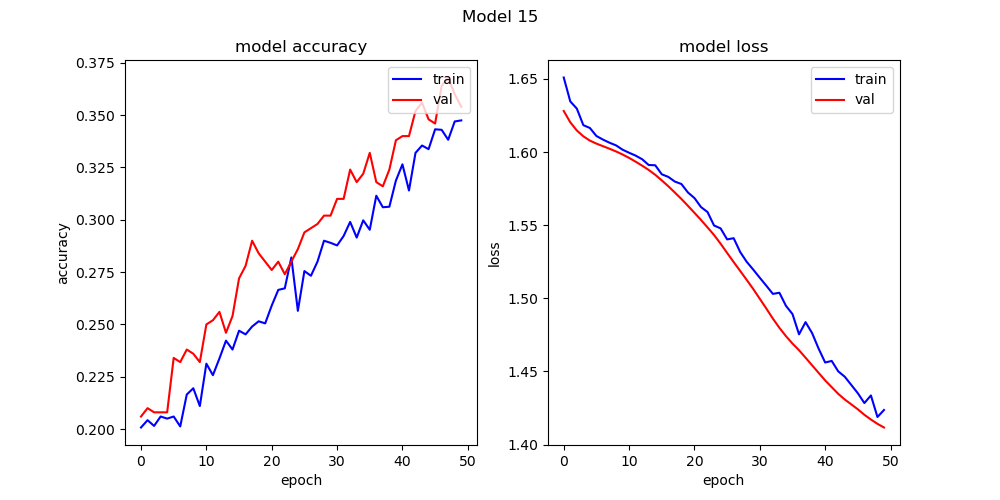 Model 15
model accuracy
model loss
0.375
0.350
0.325
0.300
0.275
0.250
0.225
0.200
accuracy
train
val
0 10 20 30 40 50
epoch
1.65
1.60
1.55
1.50
1.45
1.40
loss
train
val
0 10 20 30 40 50
epoch